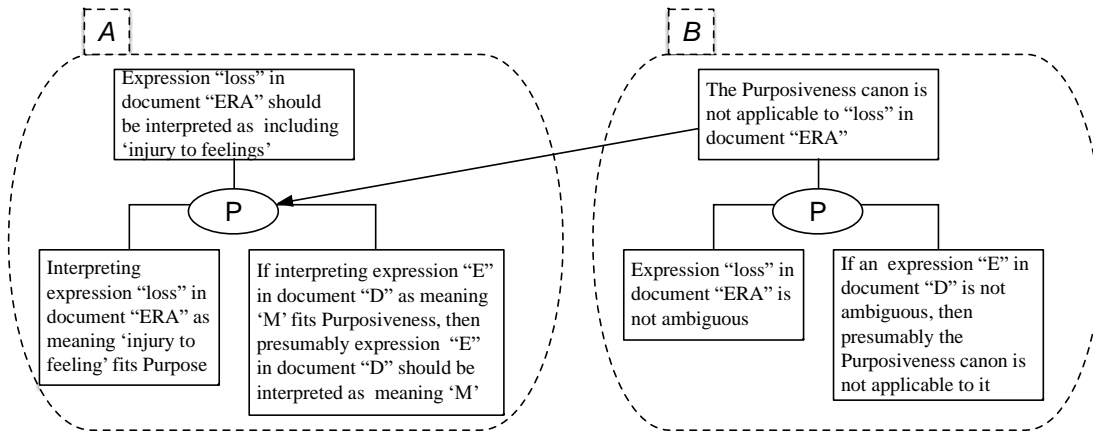 A
Expression “loss” in
document “ERA” should
be interpreted as including
‘injury to feelings’
P
Interpreting
expression “loss” in
document “ERA” as
meaning ‘injury to
feeling’ fits Purpose
If interpreting expression “E”
in document “D” as meaning
‘M’ fits Purposiveness, then
presumably expression “E”
in document “D” should be
interpreted as meaning ‘M’
B
The Purposiveness canon is
not applicable to “loss” in
document “ERA”
P
Expression “loss” in
document “ERA” is
not ambiguous
If an expression “E” in
document “D” is not
ambiguous, then
presumably the
Purposiveness canon is
not applicable to it